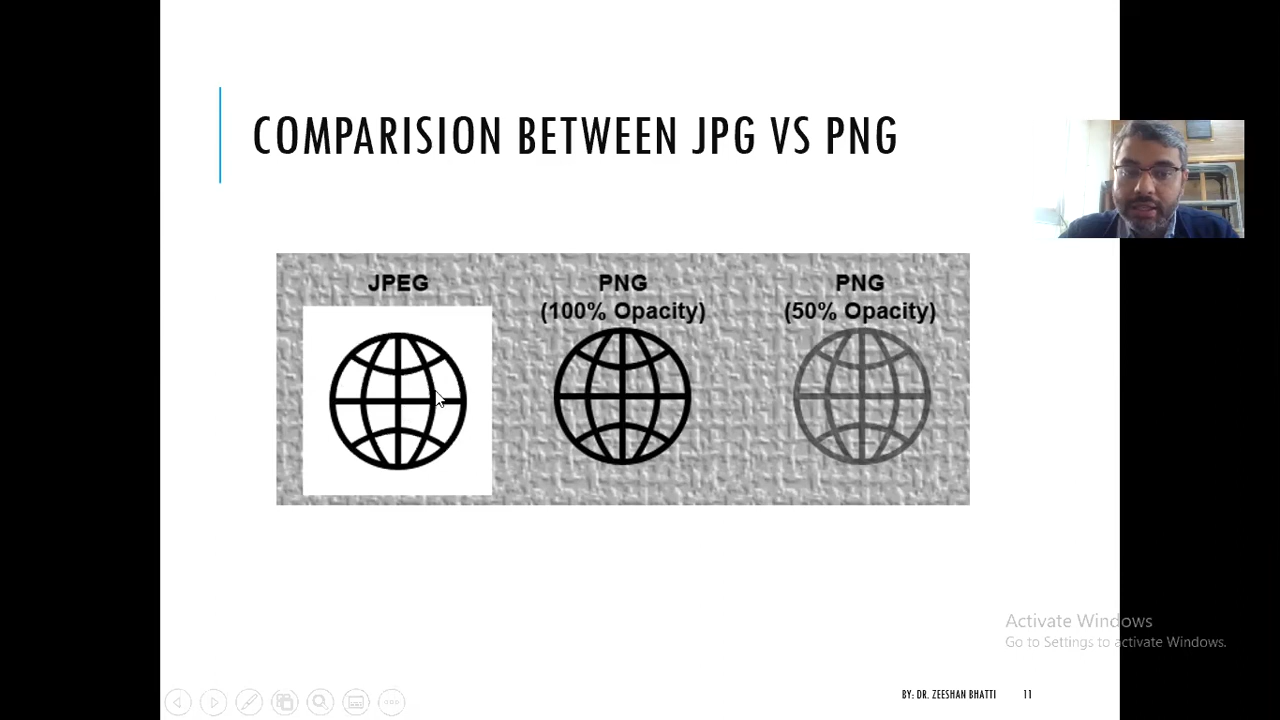 COMPARISION BETWEEN JPG VS PNG
JPEG
PNG
(100% Opacity)
PNG
(50% Opacity)
Activate Windows
Go to Settings to activate Windows.
BY: DR. ZEESHAN BHATTI
11